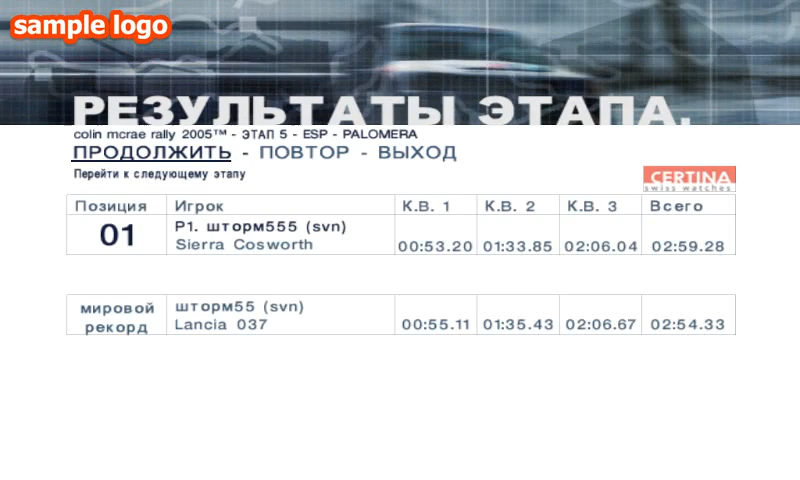 sample logo
РЕЗУЛЬТАТЫ ЭТАПА.
colin mcrae rally 2005™ - ЭТАП 5 - ESP - PALOMERA
ПРОДОЛЖИТЬ - ПОВТОР - ВЫХОД
Перейти к следующему этапу
CERTINA
swiss watches
Позиция Игрок К.В. 1 К.В. 2 К.В. 3 Всего
01 P1. шторм555 (svn)
Sierra Cosworth 00:53.20 01:33.85 02:06.04 02:59.28
мировой шторм55 (svn)
рекорд Lancia 037 00:55.11 01:35.43 02:06.67 02:54.33